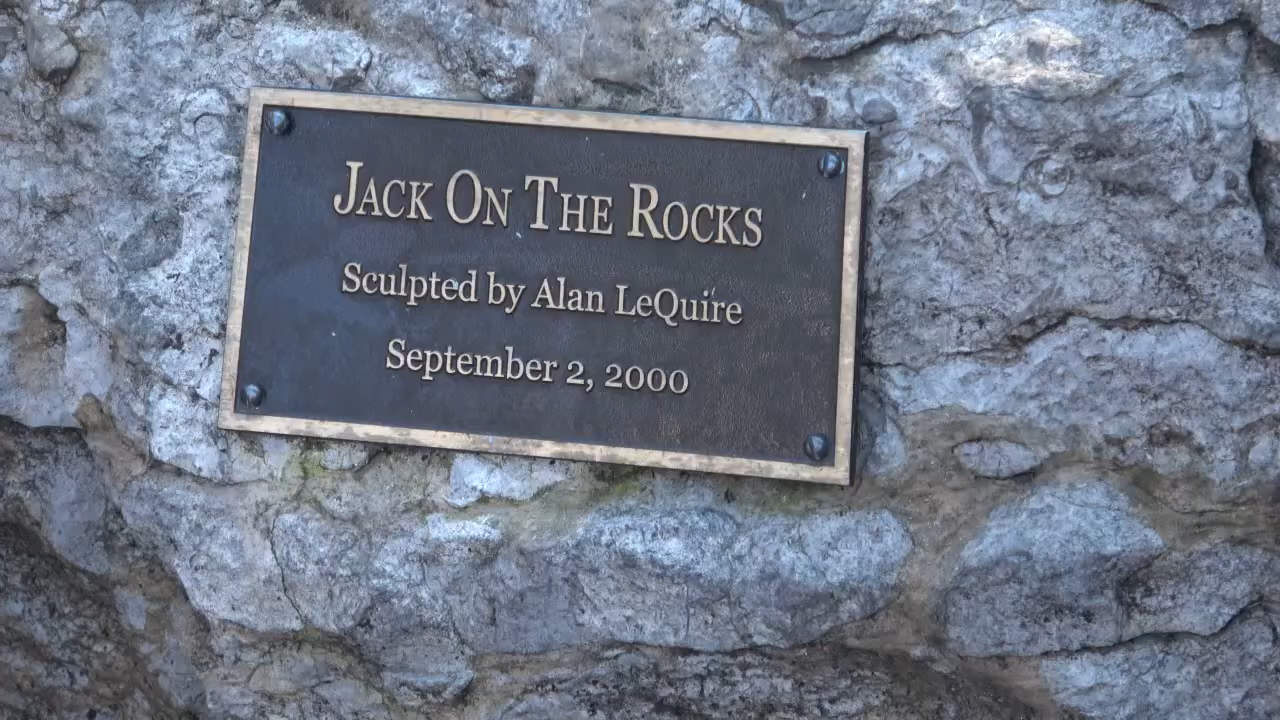 Jack On The Rocks
Sculpted by Alan LeQuire
September 2, 2000